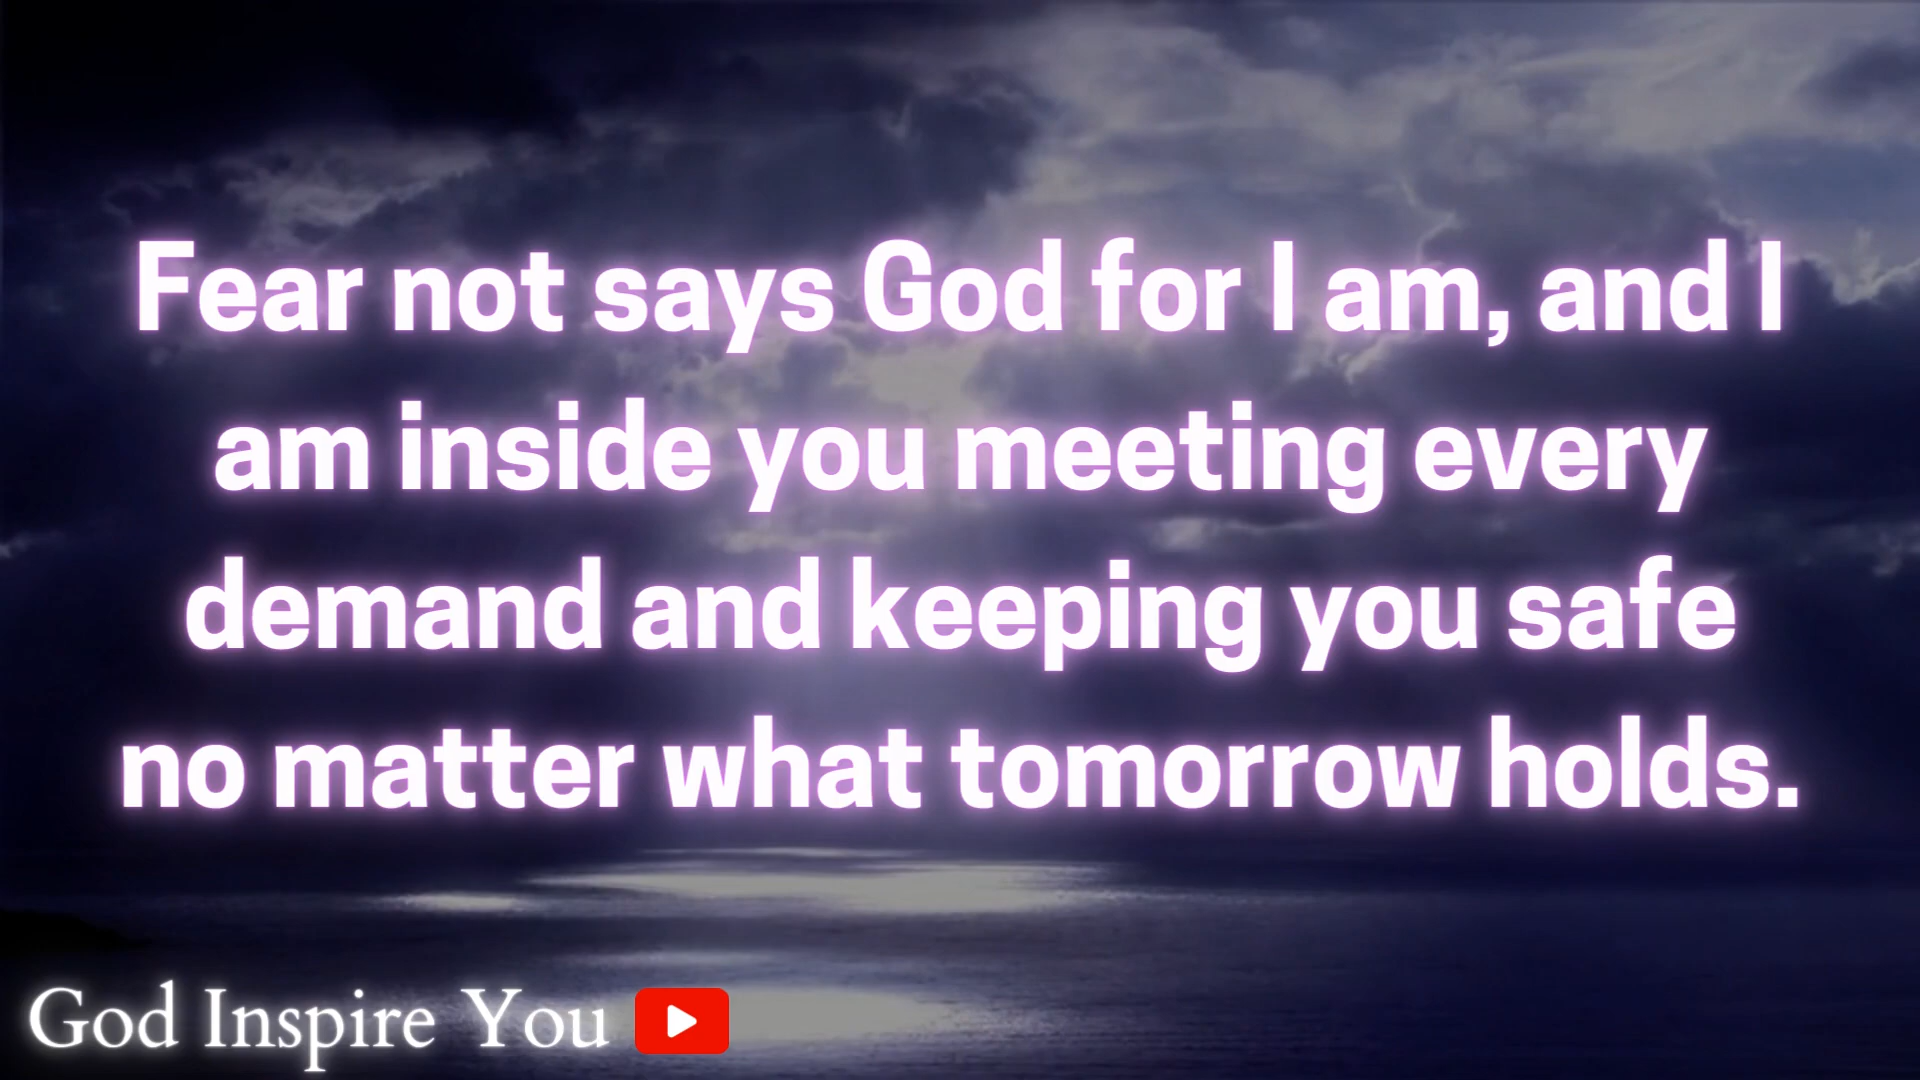 Fear not says God for I am, and I
am inside you meeting every
demand and keeping you safe
no matter what tomorrow holds.
God Inspire You